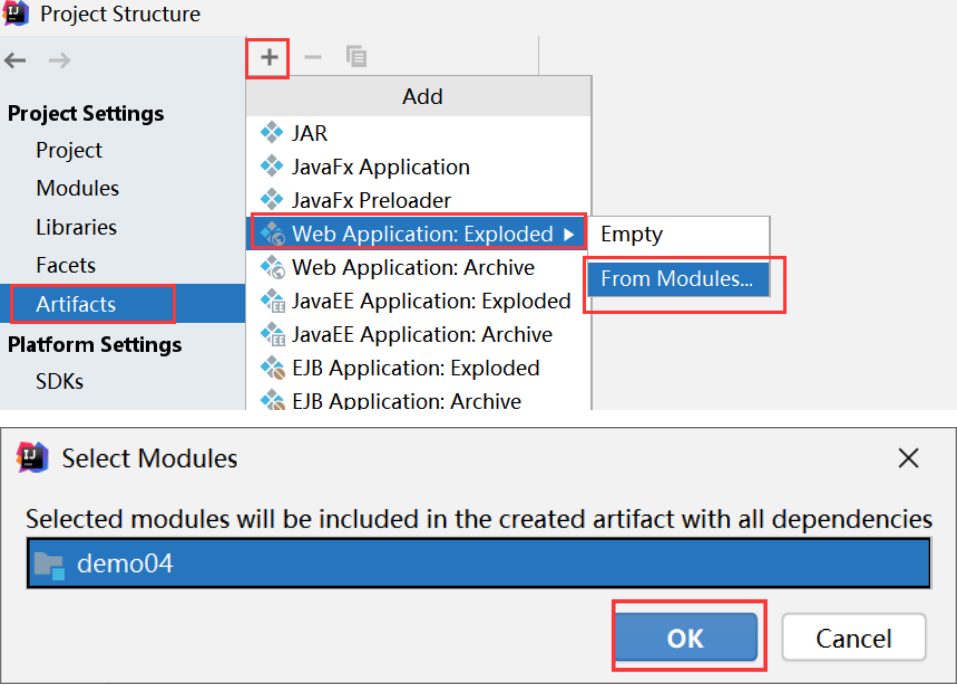 Project Structure
Project Settings
Project
Modules
Libraries
Facets
Artifacts
Platform Settings
SDKs
Add
JAR
JavaFx Application
JavaFx Preloader
Web Application: Exploded
Web Application: Archive
JavaEE Application: Exploded
JavaEE Application: Archive
EJB Application: Exploded
EJB Application: Archive
Empty
From Modules...
Select Modules
Selected modules will be included in the created artifact with all dependencies
demo04
OK
Cancel